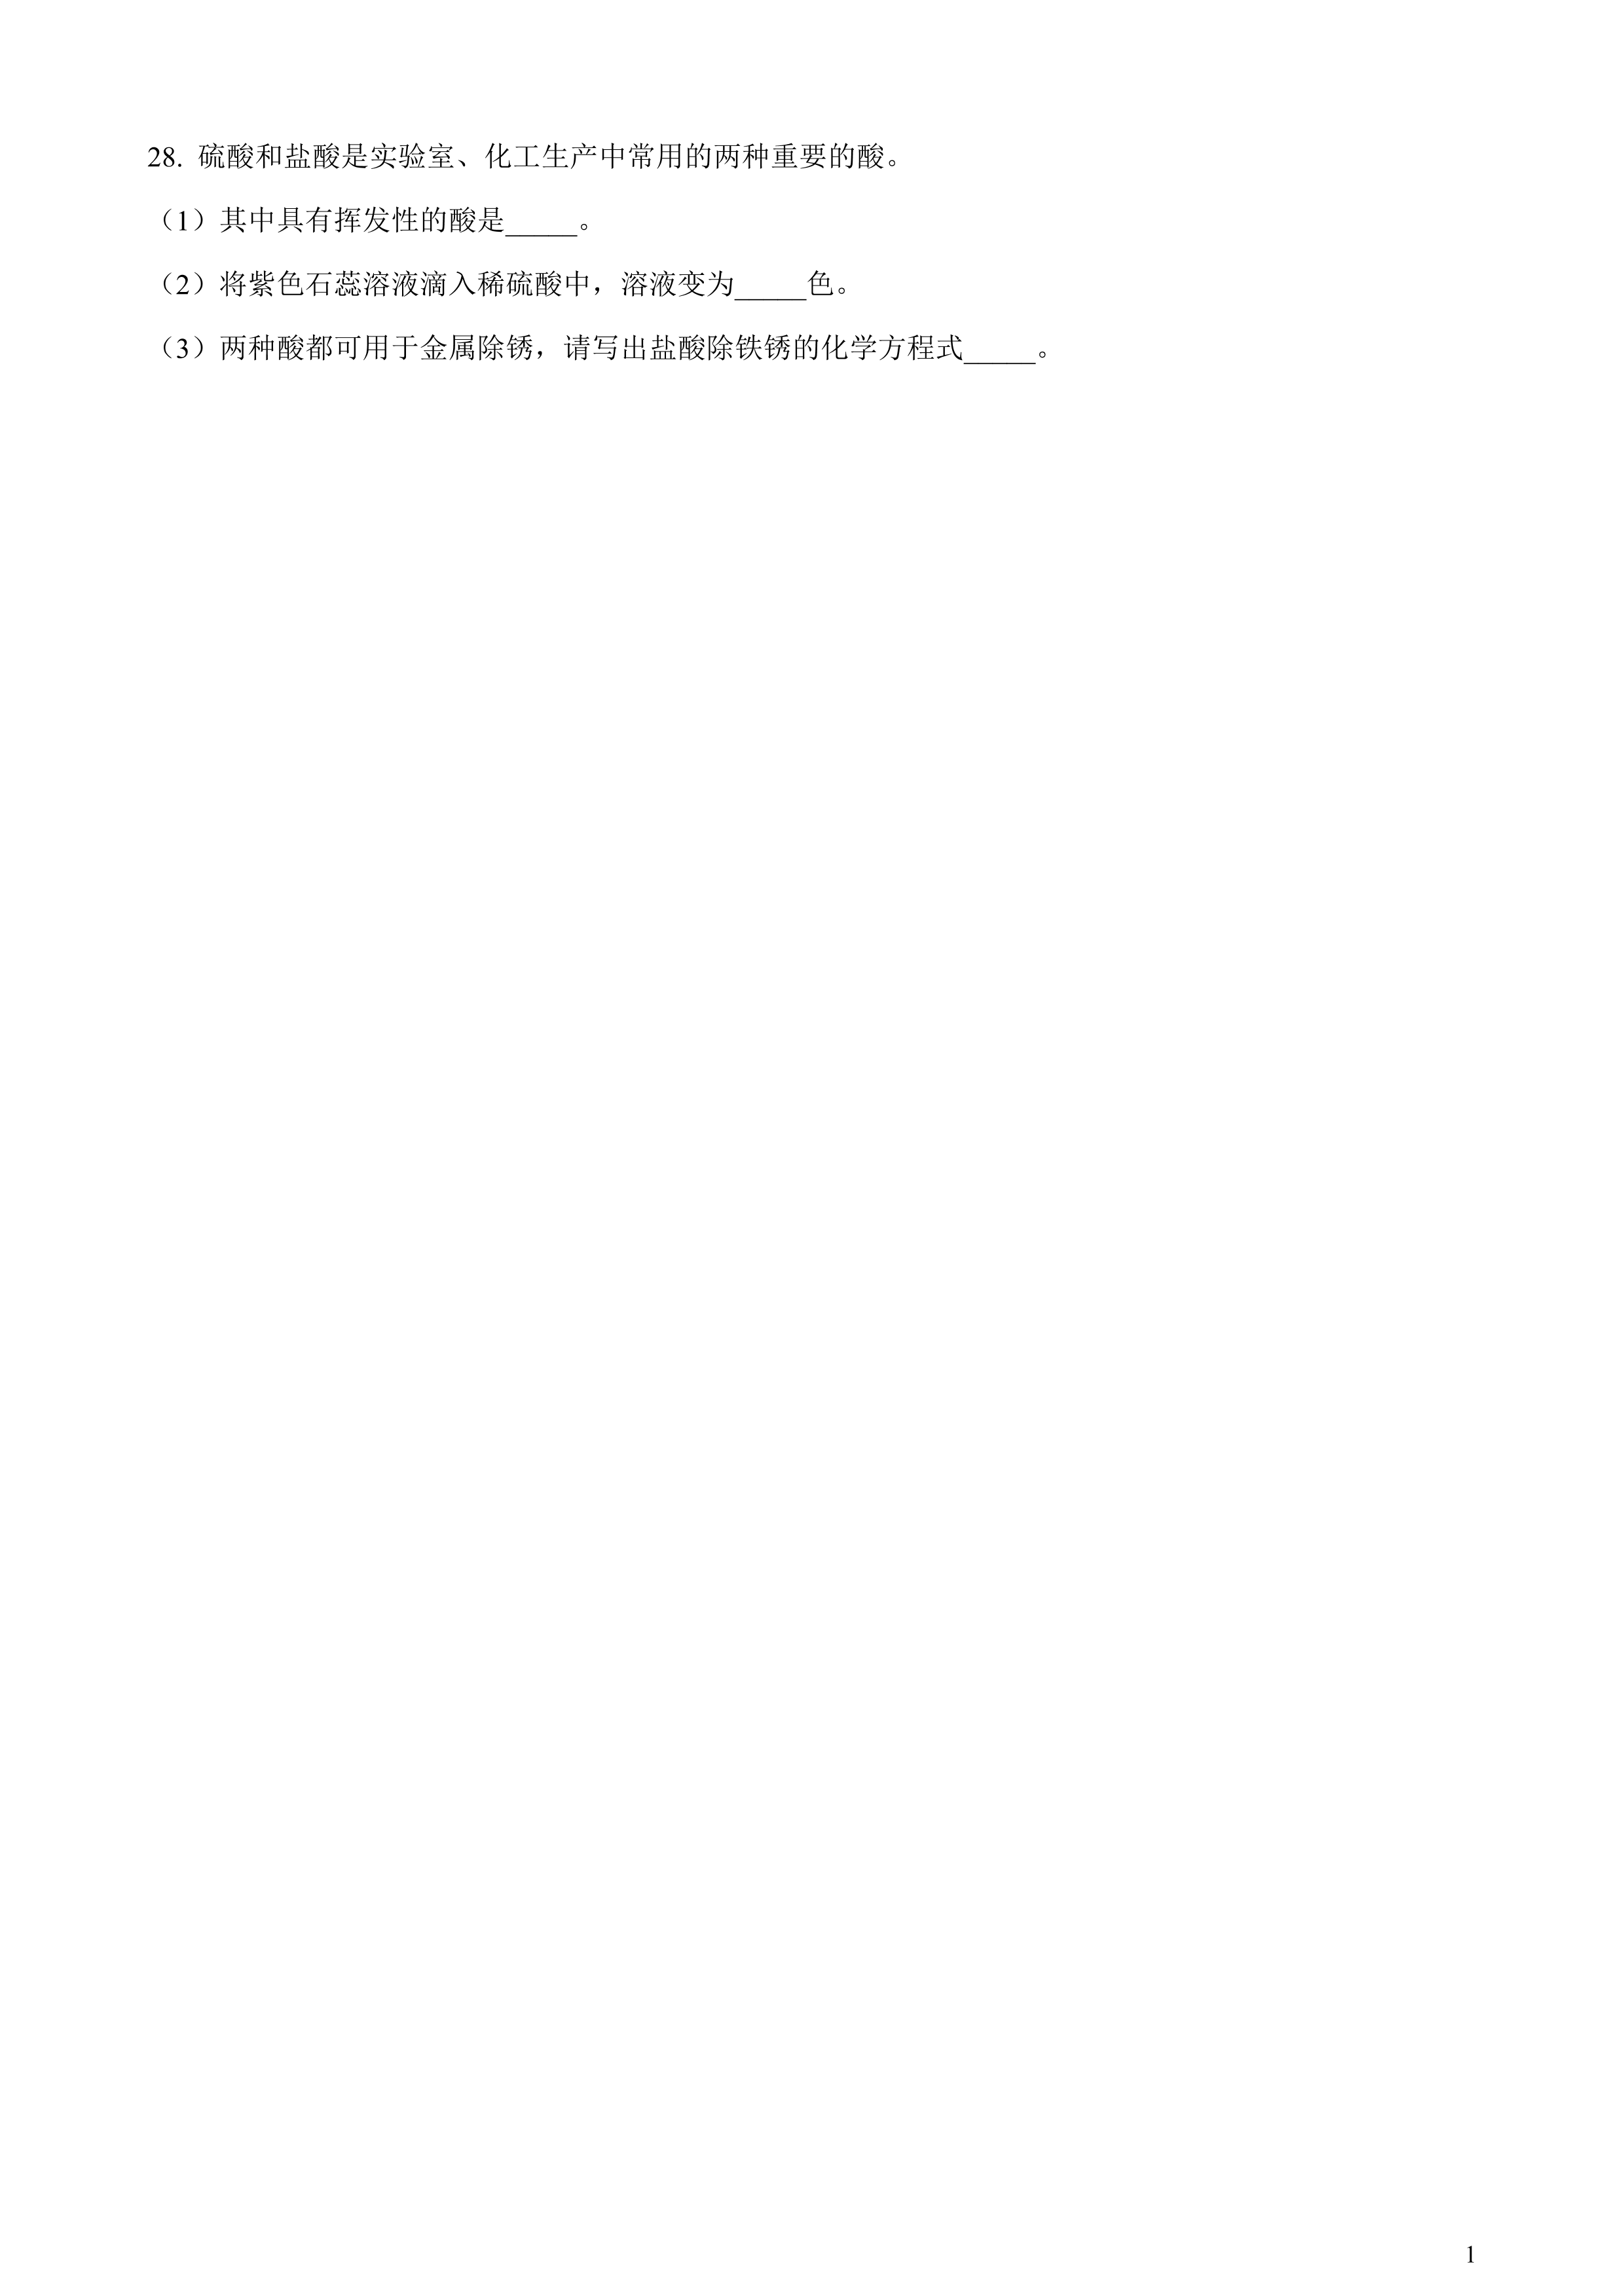 28. 硫酸和盐酸是实验室、化工生产中常用的两种重要的酸。
（1）其中具有挥发性的酸是_____。
（2）将紫色石蕊溶液滴入稀硫酸中，溶液变为_____色。
（3）两种酸都可用于金属除锈，请写出盐酸除铁锈的化学方程式_____。
1